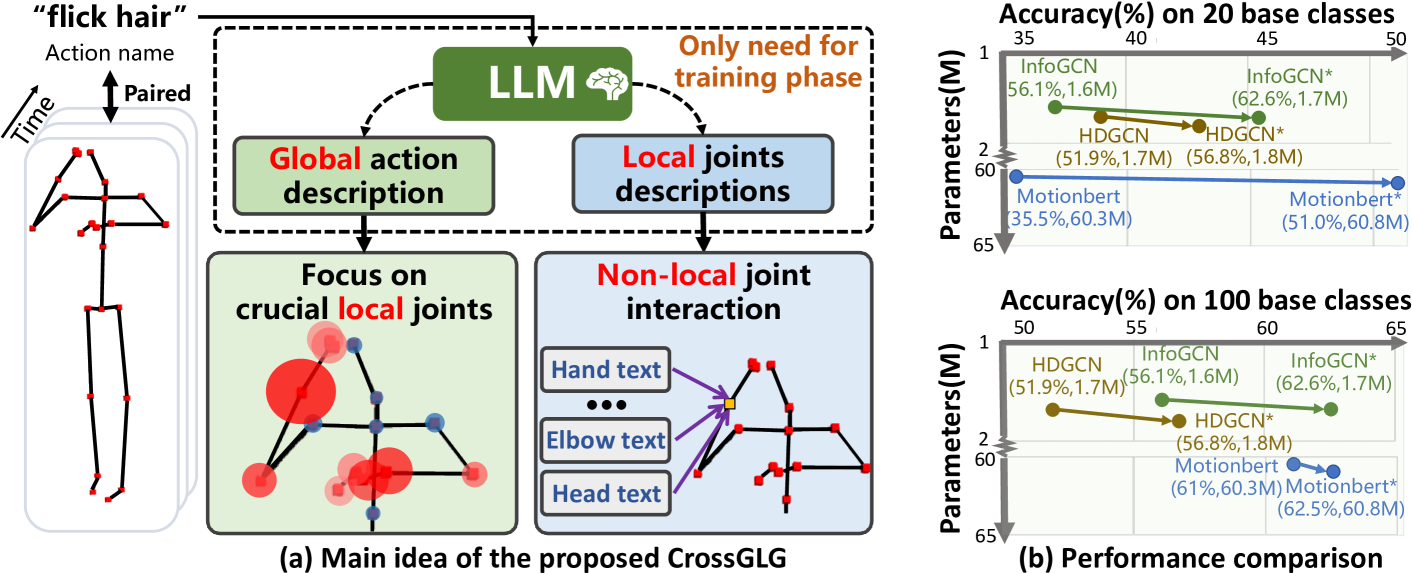 “flick hair”
Action name
Paired
Time
LLM
Only need for
training phase
Global action
description
Local joints
descriptions
Focus on
crucial local joints
Non-local joint
interaction
Hand text
•••
Elbow text
Head text
(a) Main idea of the proposed CrossGLG
Accuracy(%) on 20 base classes
35 40 45 50
Parameters(M)
1
2
60
65
InfoGCN
(56.1%,1.6M)
InfoGCN*
(62.6%,1.7M)
HDGCN
(51.9%,1.7M)
HDGCN*
(56.8%,1.8M)
Motionbert
(35.5%,60.3M)
Motionbert*
(51.0%,60.8M)
Accuracy(%) on 100 base classes
50 55 60 65
Parameters(M)
1
2
60
65
HDGCN
(51.9%,1.7M)
InfoGCN
(56.1%,1.6M)
InfoGCN*
(62.6%,1.7M)
HDGCN*
(56.8%,1.8M)
Motionbert
(61%,60.3M)
Motionbert*
(62.5%,60.8M)
(b) Performance comparison